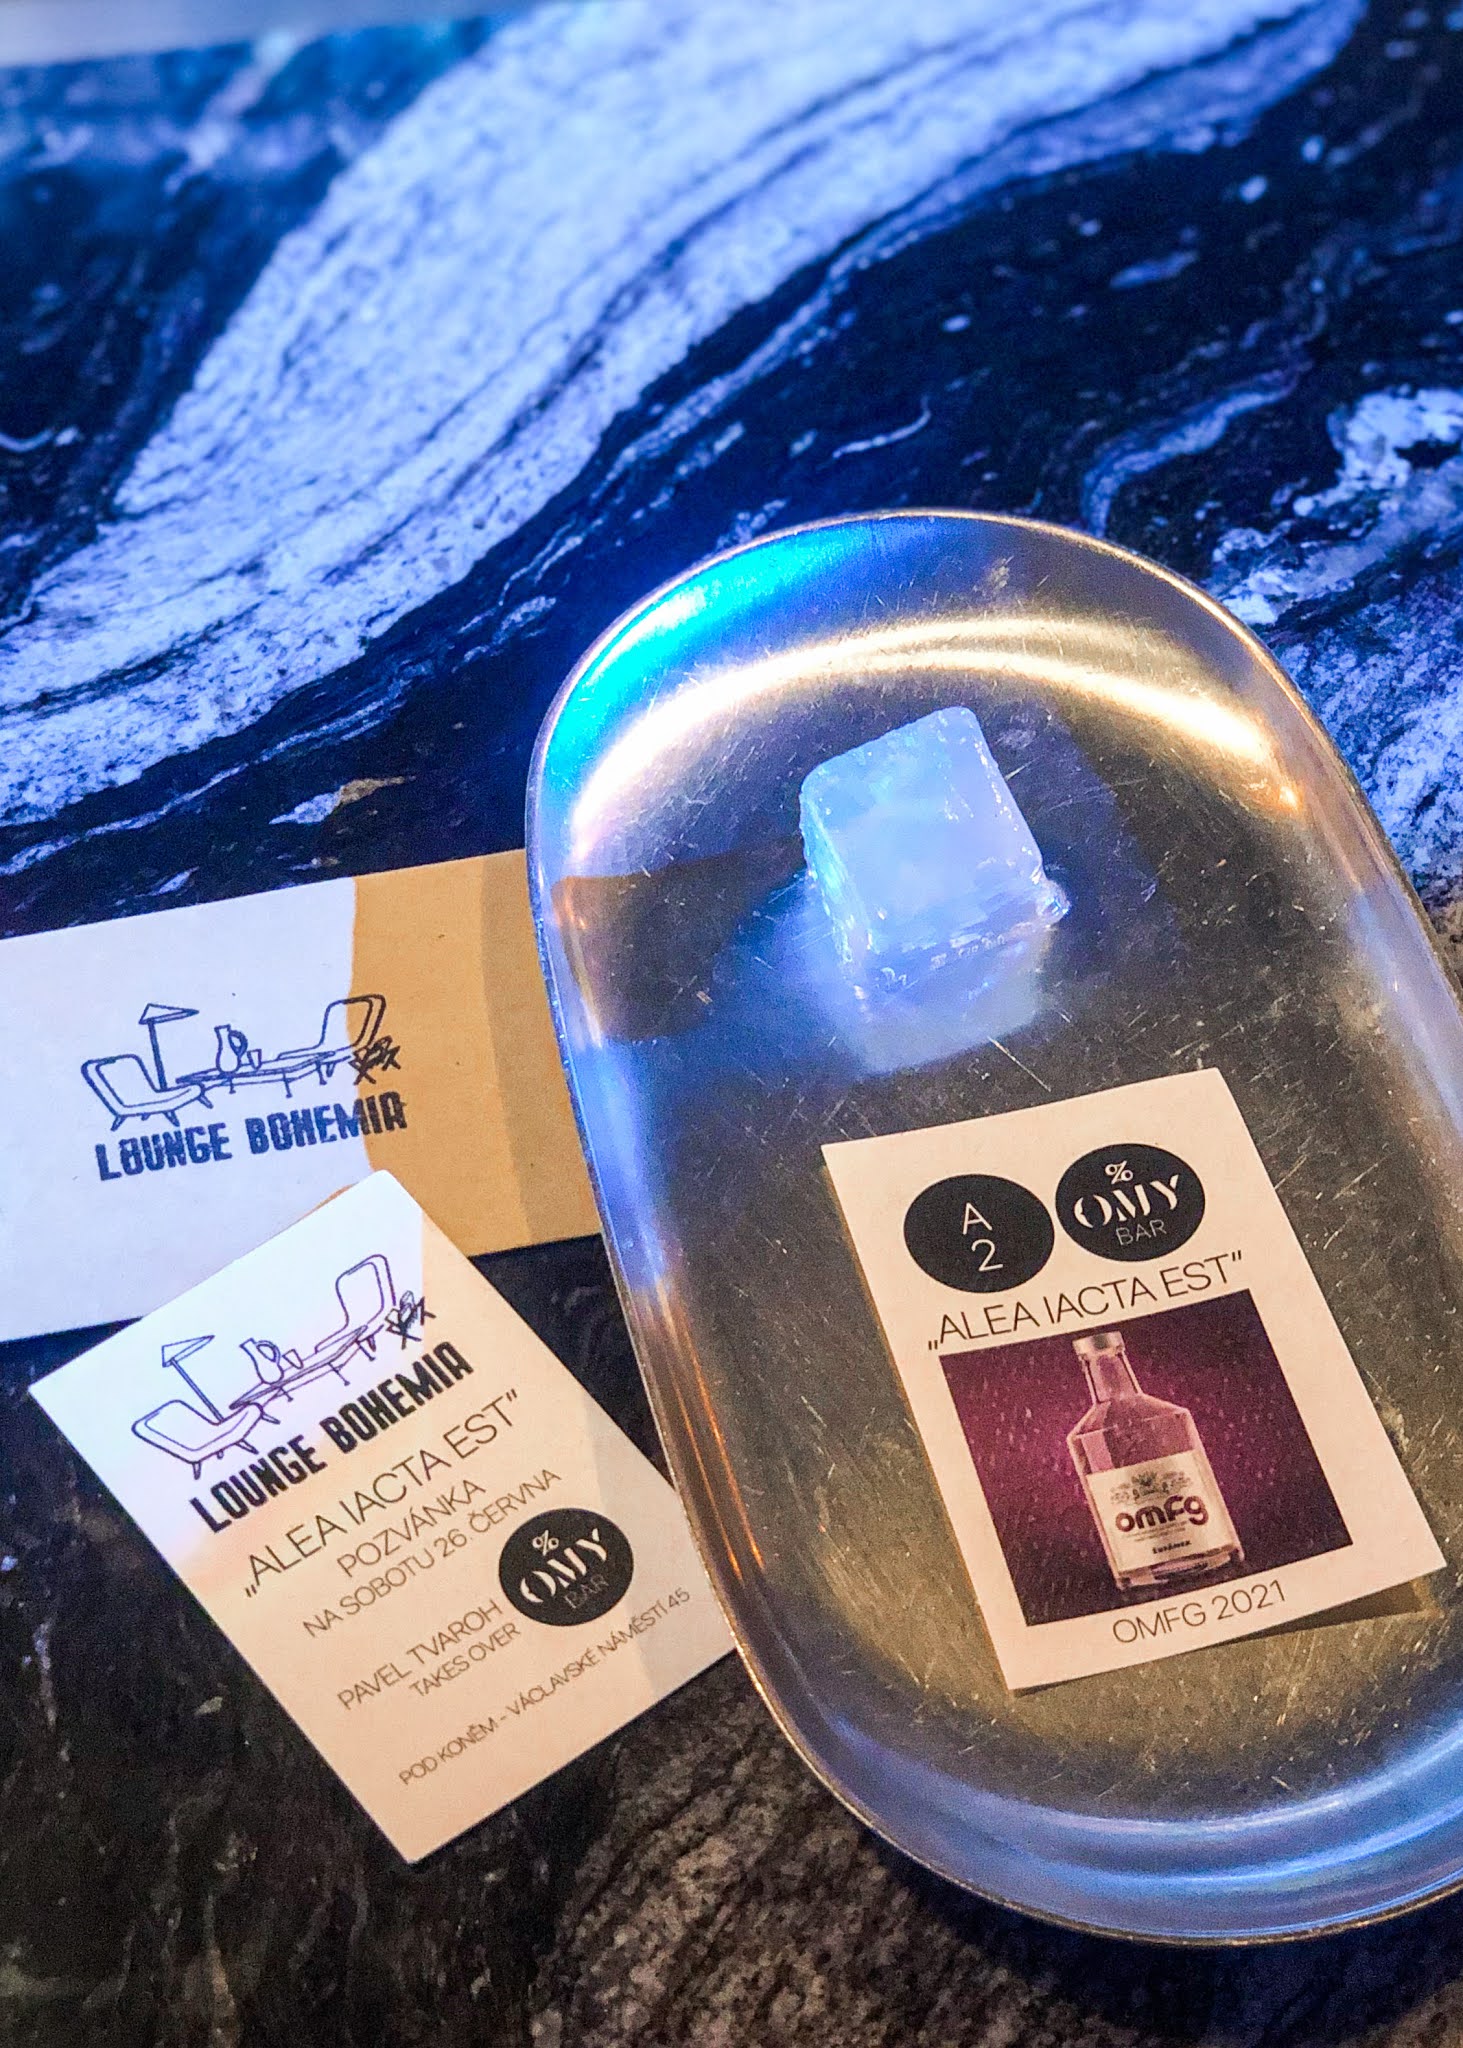 LOUNGE BOHEMIA
LOUNGE BOHEMIA
„ALEA IACTA EST"
POZVÁNKA
NA SOBOTU 26. ČERVNA
PAVEL TVAROH
TAKES OVER
%
OMY
BAR
POD KONĚM - VÁCLAVSKÉ NÁMĚSTÍ 45
A
2
%
OMY
BAR
„ALEA IACTA EST"
omFg
ŽUFÁNEK
OMFG 2021